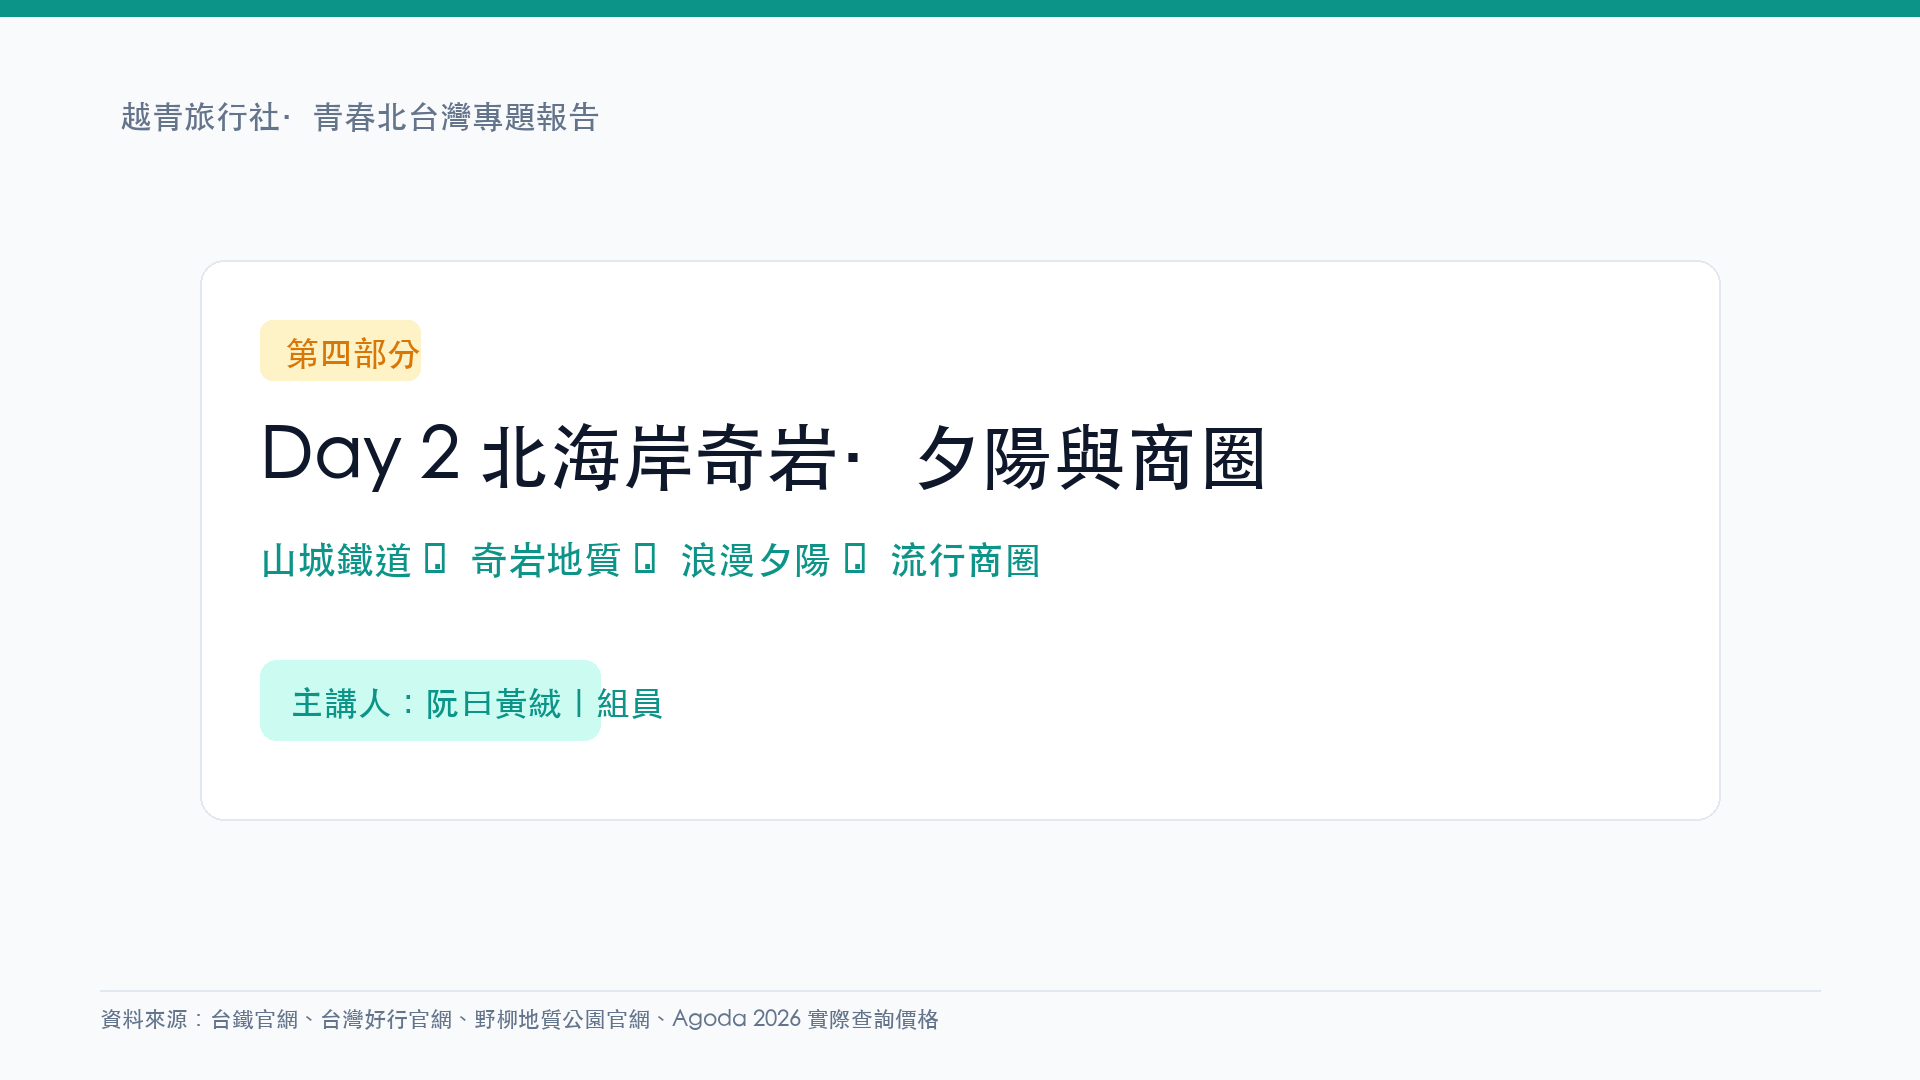 越青旅行社· 青春北台灣專題報告
第四部分
Day 2 北海岸奇岩· 夕陽與商圈
山城鐵道 奇岩地質 浪漫夕陽 流行商圈
主講人：阮曰黃絨｜組員
資料來源：台鐵官網、台灣好行官網、野柳地質公園官網、Agoda 2026 實際查詢價格